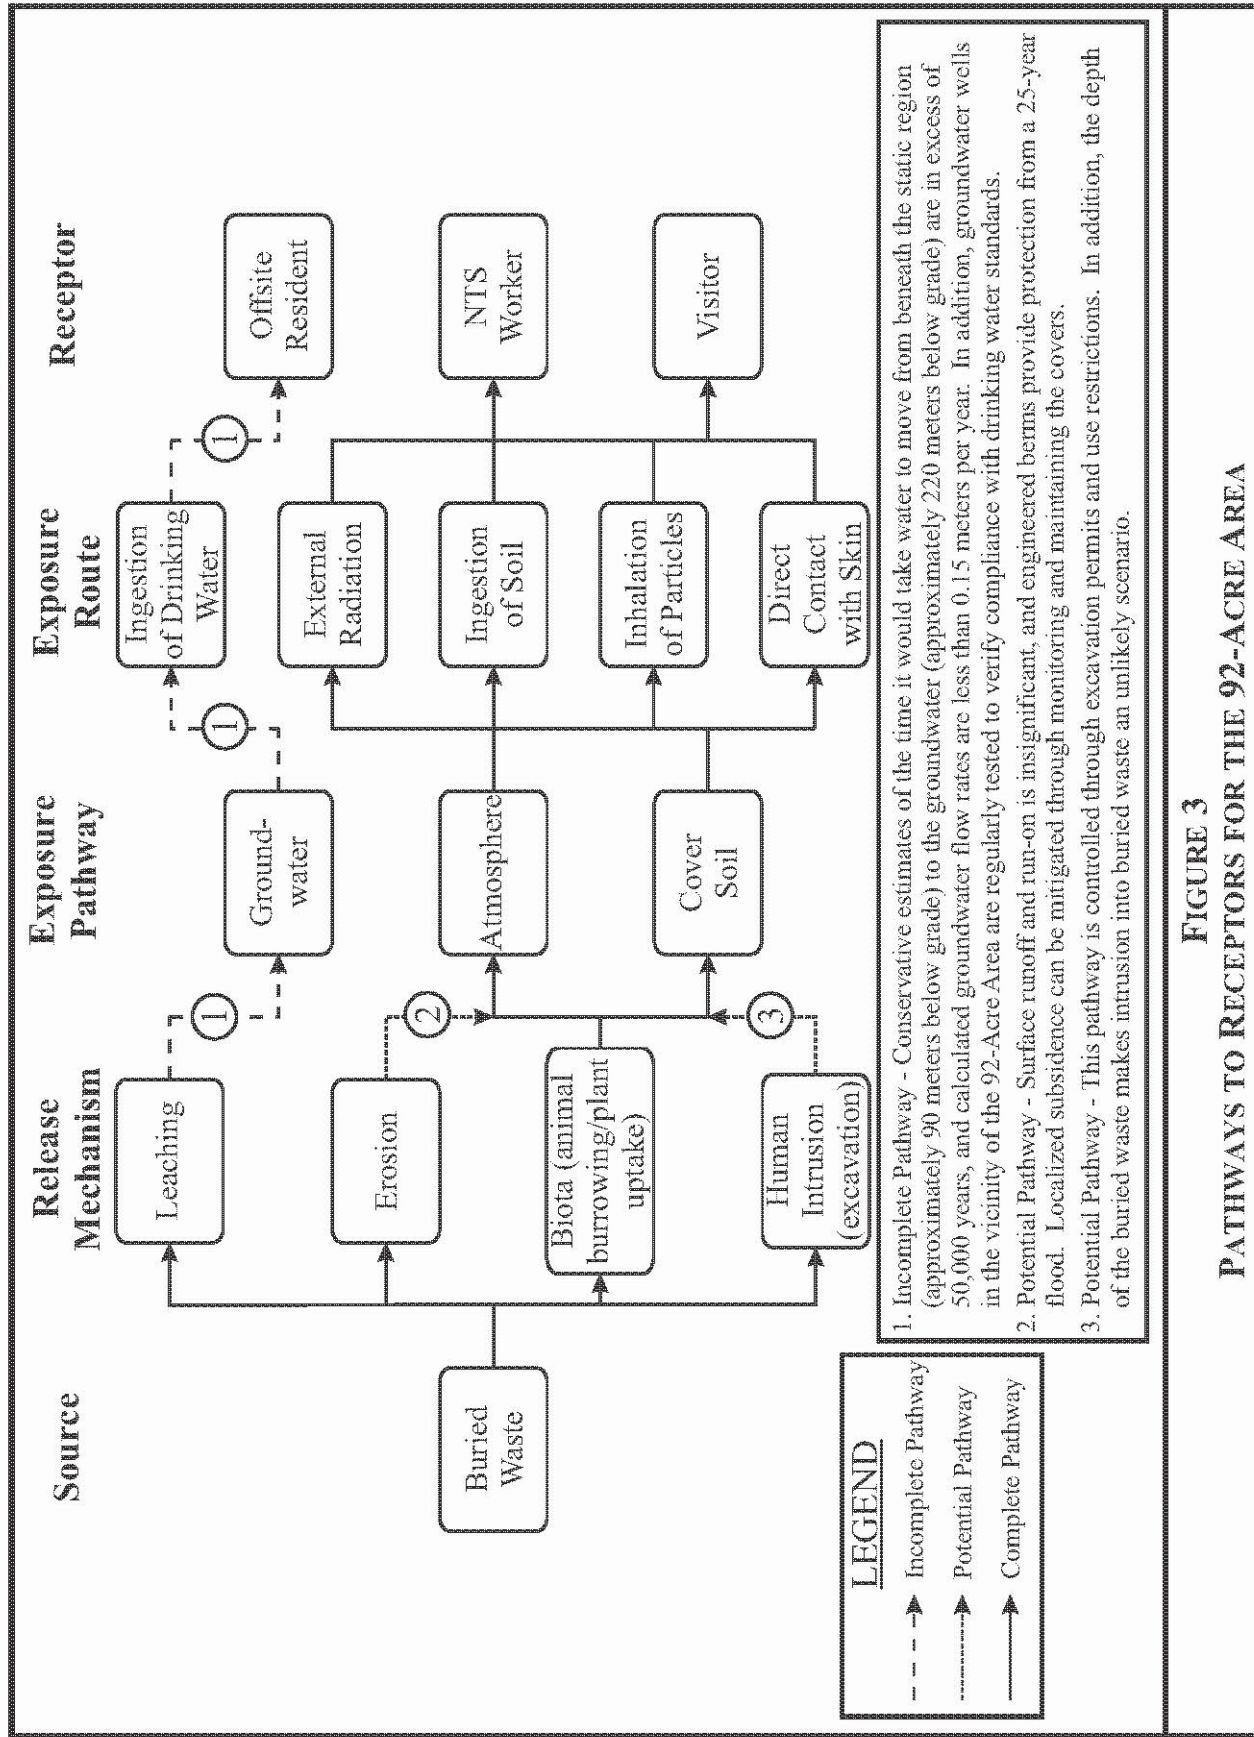 Source
Release
Mechanism
Exposure
Pathway
Exposure
Route
Receptor
Buried
Waste
Leaching
Erosion
Biota (animal
burrowing/plant
uptake)
Human
Intrusion
(excavation)
1
2
3
Ground-
water
Atmosphere
Cover
Soil
1
Ingestion
of Drinking
Water
External
Radiation
Ingestion
of Soil
Inhalation
of Particles
Direct
Contact
with Skin
1
Offsite
Resident
NTS
Worker
Visitor
LEGEND
Incomplete Pathway
Potential Pathway
Complete Pathway
1. Incomplete Pathway - Conservative estimates of the time it would take water to move from beneath the static region
(approximately 90 meters below grade) to the groundwater (approximately 220 meters below grade) are in excess of
50,000 years, and calculated groundwater flow rates are less than 0.15 meters per year. In addition, groundwater wells
in the vicinity of the 92-Acre Area are regularly tested to verify compliance with drinking water standards.
2. Potential Pathway - Surface runoff and run-on is insignificant, and engineered berms provide protection from a 25-year
flood. Localized subsidence can be mitigated through monitoring and maintaining the covers.
3. Potential Pathway - This pathway is controlled through excavation permits and use restrictions. In addition, the depth
of the buried waste makes intrusion into buried waste an unlikely scenario.
FIGURE 3
PATHWAYS TO RECEPTORS FOR THE 92-ACRE AREA